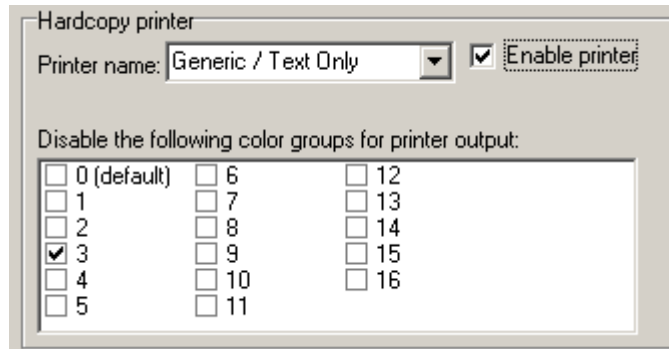 Hardcopy printer
Printer name: Generic / Text Only Enable printer
Disable the following color groups for printer output:
0 (default) 6 12
1 7 13
2 8 14
3 9 15
4 10 16
5 11